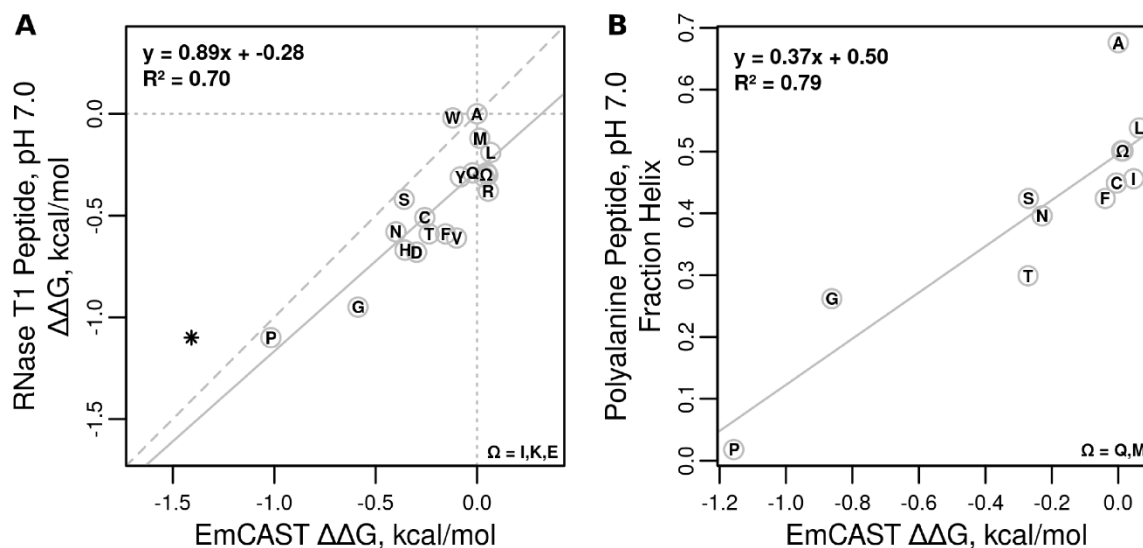 A
y = 0.89x + -0.28
R² = 0.70
RNase T1 Peptide, pH 7.0
ΔΔG, kcal/mol
0.0
-0.5
-1.0
-1.5
W
A
M
L
Y
Q
Ω
R
S
C
N
T
F
V
H
D
G
P
*
Ω = I,K,E
-1.5
-1.0
-0.5
0.0
EmCAST ΔΔG, kcal/mol
B
y = 0.37x + 0.50
R² = 0.79
Polyalanine Peptide, pH 7.0
Fraction Helix
0.7
0.6
0.5
0.4
0.3
0.2
0.1
0.0
A
L
Ω
C
I
F
S
N
T
G
P
Ω = Q,M
-1.2
-1.0
-0.8
-0.6
-0.4
-0.2
0.0
EmCAST ΔΔG, kcal/mol